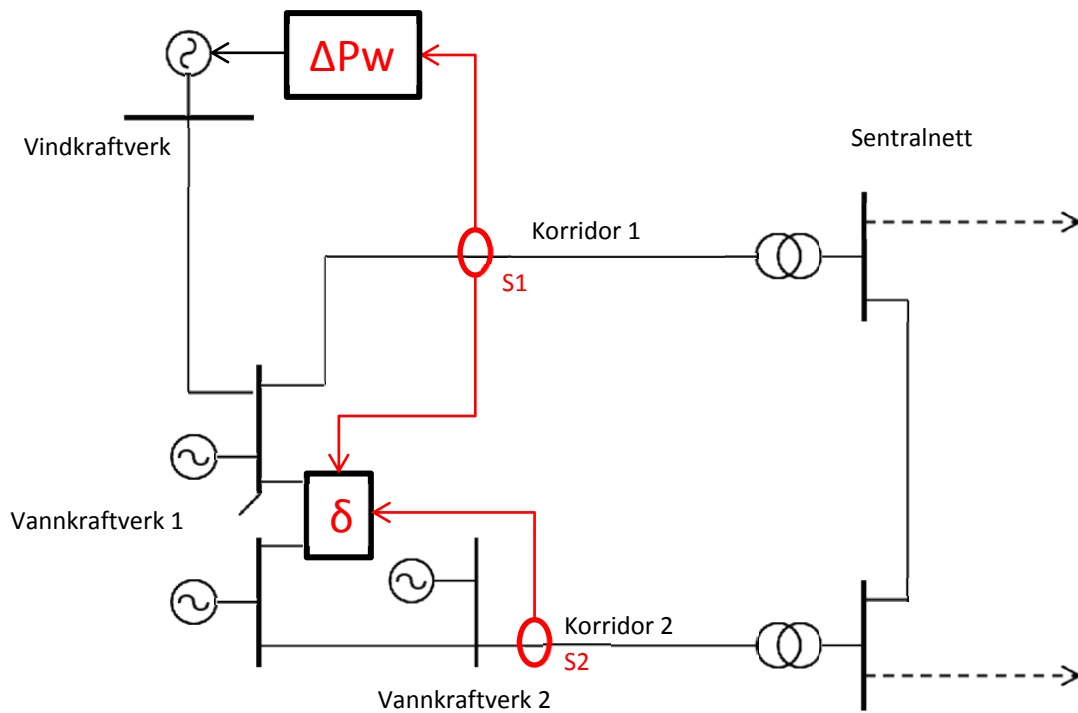 ΔPw
Vindkraftverk
Sentralnett
Korridor 1
S1
Vannkraftverk 1
δ
Korridor 2
S2
Vannkraftverk 2